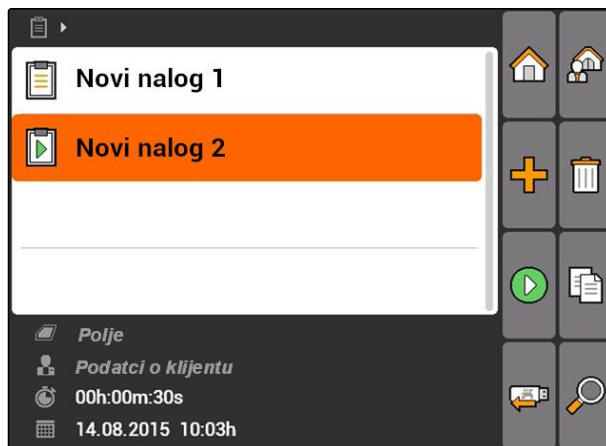 Novi nalog 1
Novi nalog 2
Polje
Podatci o klijentu
00h:00m:30s
14.08.2015 10:03h